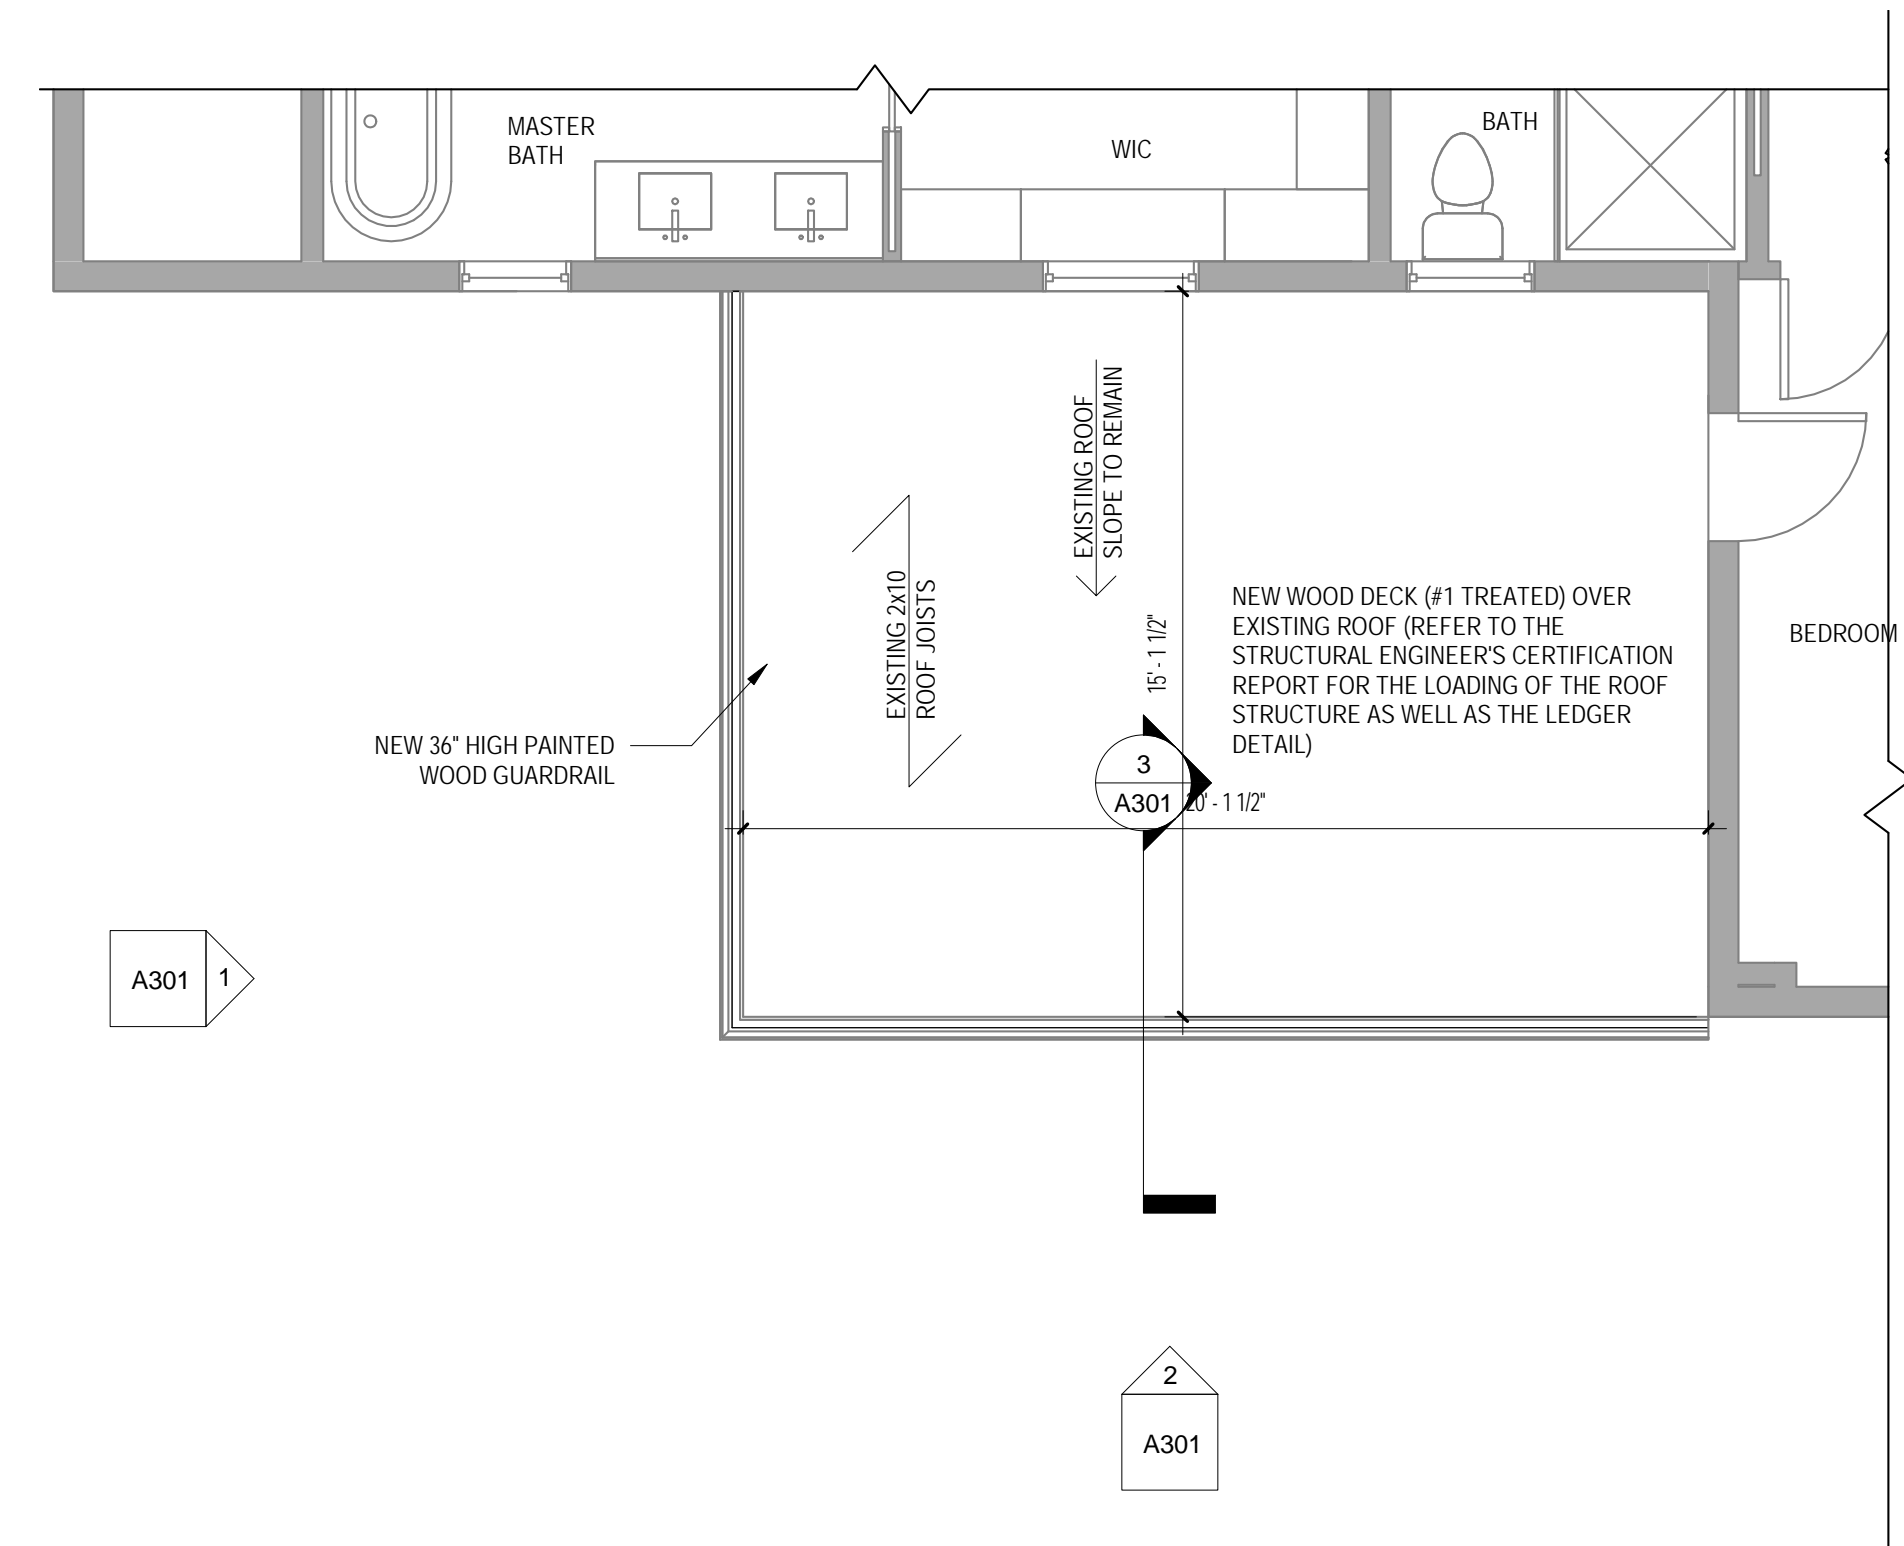 MASTER
BATH
WIC
BATH
EXISTING ROOF
SLOPE TO REMAIN
EXISTING 2x10
ROOF JOISTS
15' - 1 1/2"
NEW WOOD DECK (#1 TREATED) OVER
EXISTING ROOF (REFER TO THE
STRUCTURAL ENGINEER'S CERTIFICATION
REPORT FOR THE LOADING OF THE ROOF
STRUCTURE AS WELL AS THE LEDGER
DETAIL)
BEDROOM
NEW 36" HIGH PAINTED
WOOD GUARDRAIL
3
A301
20' - 1 1/2"
A301
1
2
A301